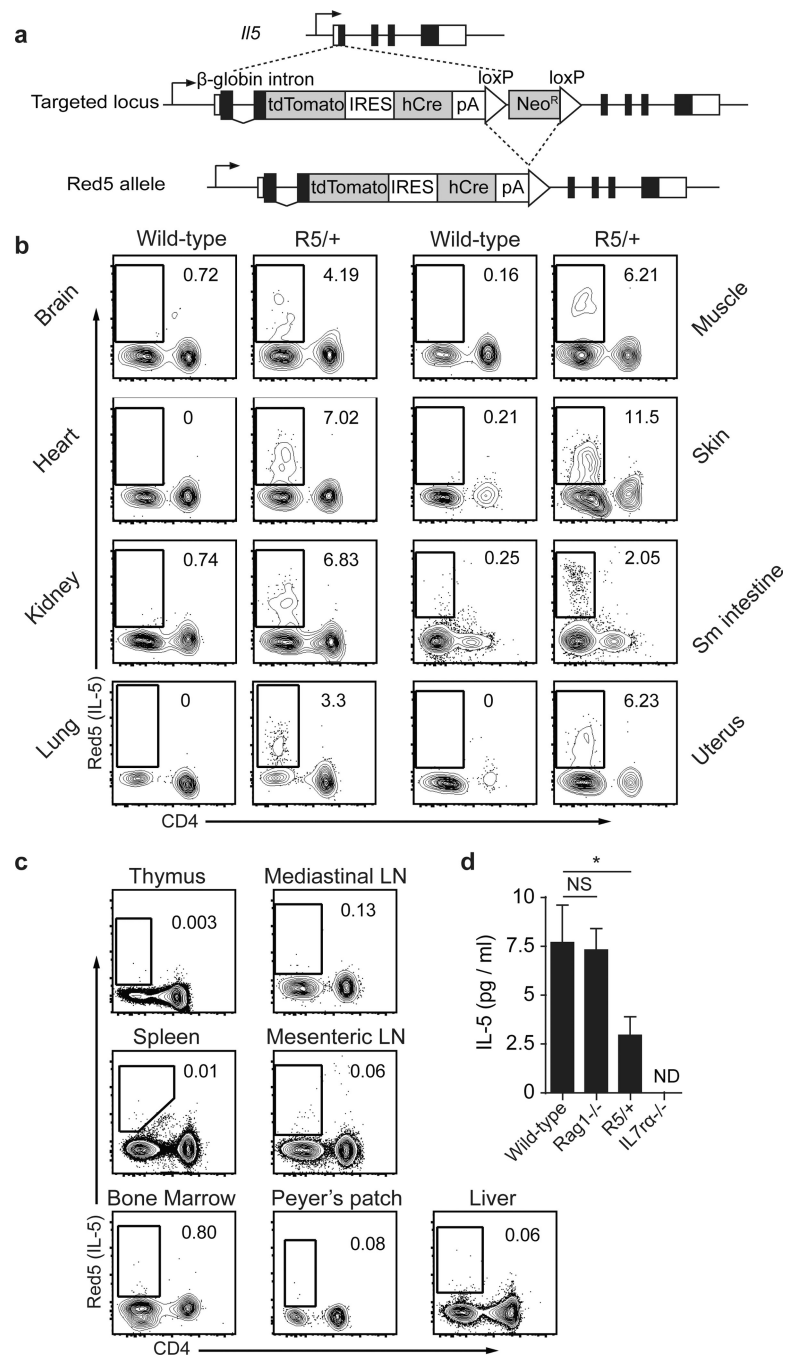 a
Il5
β-globin intron
loxP loxP
Targeted locus
tdTomato IRES hCre pA Neo^R
Red5 allele
tdTomato IRES hCre pA
b
Wild-type R5/+ Wild-type R5/+
Brain 0.72 4.19 0.16 6.21 Muscle
Heart 0 7.02 0.21 11.5 Skin
Kidney 0.74 6.83 0.25 2.05 Sm intestine
Lung 0 3.3 0 6.23 Uterus
Red5 (IL-5)
CD4
c
Thymus Mediastinal LN
0.003 0.13
Spleen Mesenteric LN
0.01 0.06
Bone Marrow Peyer's patch Liver
0.80 0.08 0.06
Red5 (IL-5)
CD4
d
*
NS
10
7.5
5
2.5
0
IL-5 (pg / ml)
ND
Wild-type
Rag1-/-
R5/+
IL7rα-/-